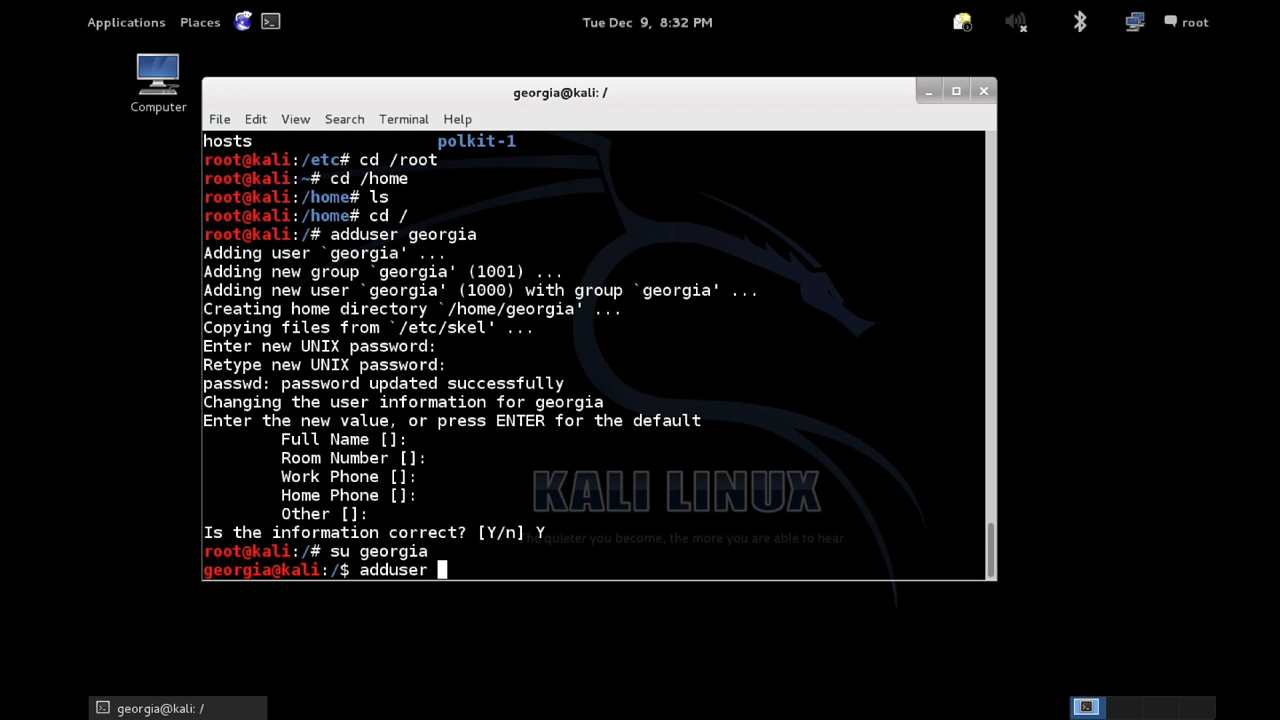 Applications Places Tue Dec 9, 8:32 PM root
Computer
georgia@kali: /
File Edit View Search Terminal Help
hosts polkit-1
root@kali:/etc# cd /root
root@kali:~# cd /home
root@kali:/home# ls
root@kali:/home# cd /
root@kali:/# adduser georgia
Adding user `georgia' ...
Adding new group `georgia' (1001) ...
Adding new user `georgia' (1000) with group `georgia' ...
Creating home directory `/home/georgia' ...
Copying files from `/etc/skel' ...
Enter new UNIX password:
Retype new UNIX password:
passwd: password updated successfully
Changing the user information for georgia
Enter the new value, or press ENTER for the default
Full Name []:
Room Number []:
Work Phone []:
Home Phone []:
KALI LINUX
Other []:
Is the information correct? [Y/n] Y
The quieter you become, the more you are able to hear
root@kali:/# su georgia
georgia@kali:/$ adduser
georgia@kali: /